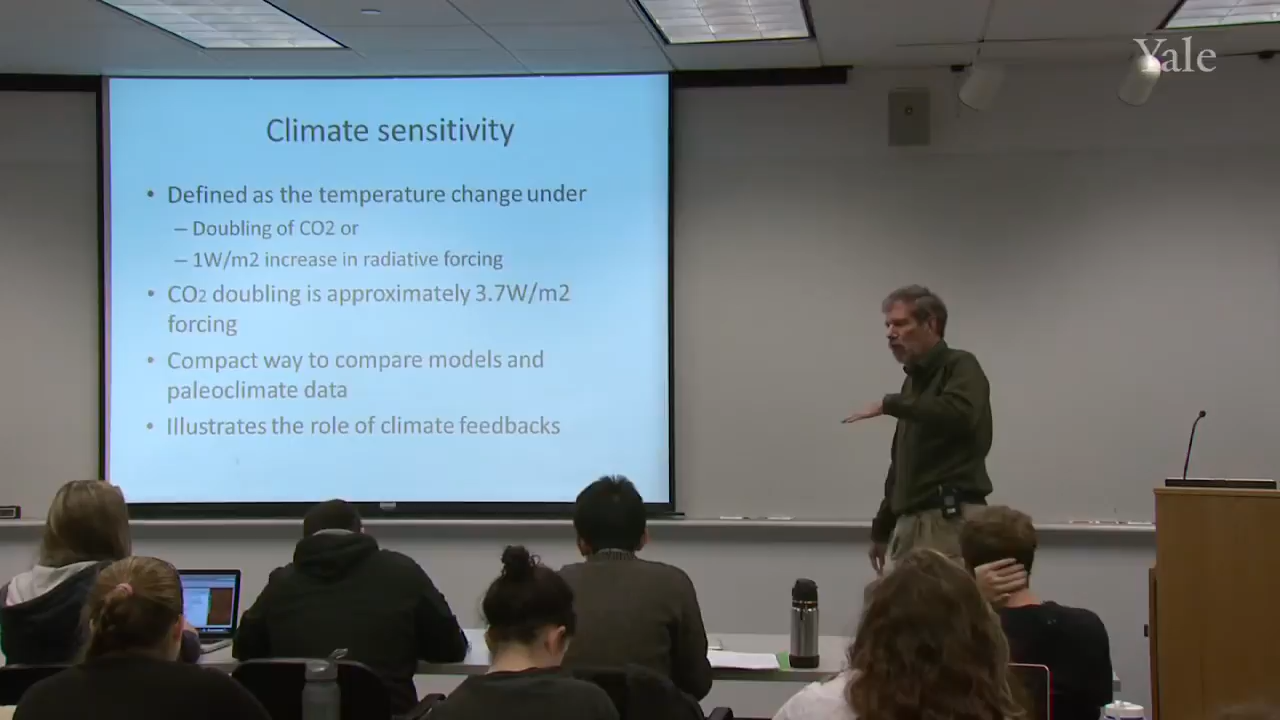 Yale
Climate sensitivity
• Defined as the temperature change under
– Doubling of CO2 or
– 1W/m2 increase in radiative forcing
• CO2 doubling is approximately 3.7W/m2
forcing
• Compact way to compare models and
paleoclimate data
• Illustrates the role of climate feedbacks